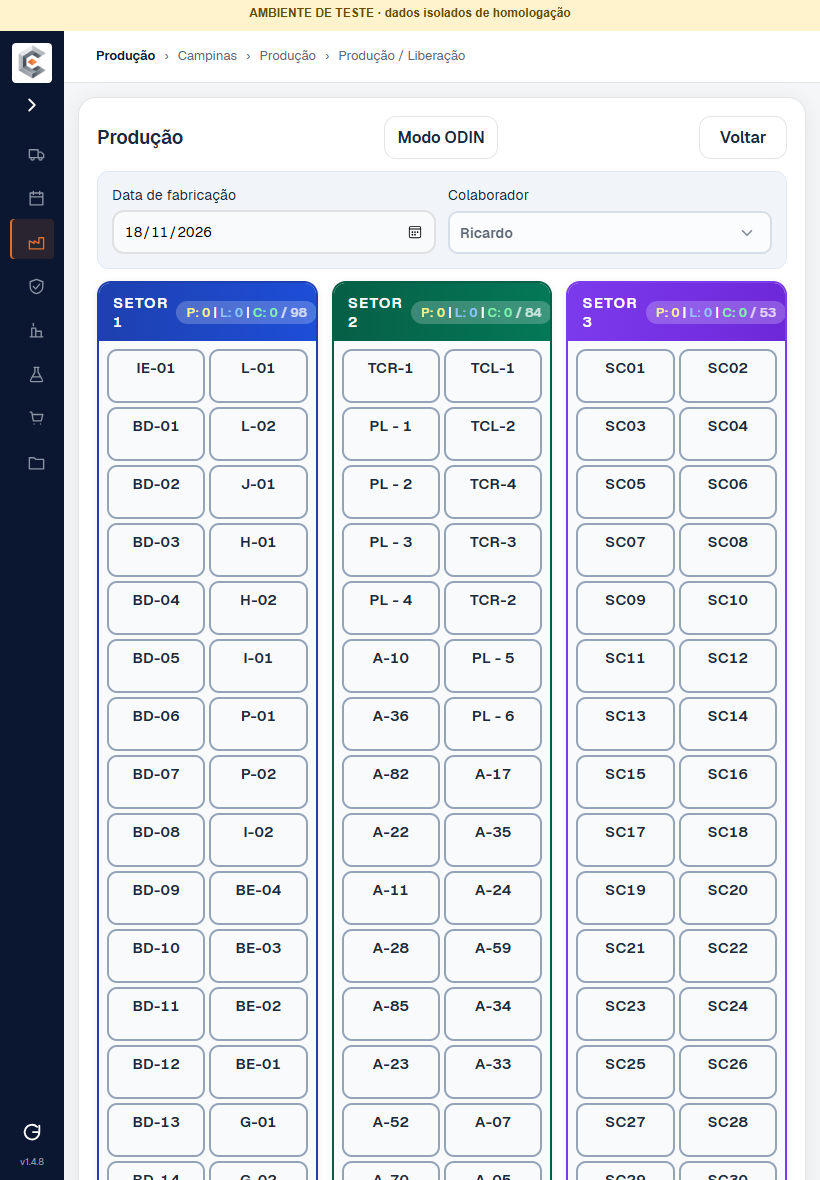 AMBIENTE DE TESTE · dados isolados de homologação
Produção › Campinas › Produção › Produção / Liberação
Produção
Modo ODIN
Voltar
Data de fabricação
Colaborador
18/11/2026
Ricardo
SETOR 1
P: 0 | L: 0 | C: 0 / 98
SETOR 2
P: 0 | L: 0 | C: 0 / 84
SETOR 3
P: 0 | L: 0 | C: 0 / 53
IE-01 L-01 TCR-1 TCL-1 SC01 SC02
BD-01 L-02 PL - 1 TCL-2 SC03 SC04
BD-02 J-01 PL - 2 TCR-4 SC05 SC06
BD-03 H-01 PL - 3 TCR-3 SC07 SC08
BD-04 H-02 PL - 4 TCR-2 SC09 SC10
BD-05 I-01 A-10 PL - 5 SC11 SC12
BD-06 P-01 A-36 PL - 6 SC13 SC14
BD-07 P-02 A-82 A-17 SC15 SC16
BD-08 I-02 A-22 A-35 SC17 SC18
BD-09 BE-04 A-11 A-24 SC19 SC20
BD-10 BE-03 A-28 A-59 SC21 SC22
BD-11 BE-02 A-85 A-34 SC23 SC24
BD-12 BE-01 A-23 A-33 SC25 SC26
BD-13 G-01 A-52 A-07 SC27 SC28
BD-14 G-02 A-70 A-05 SC29 SC30
v1.4.8